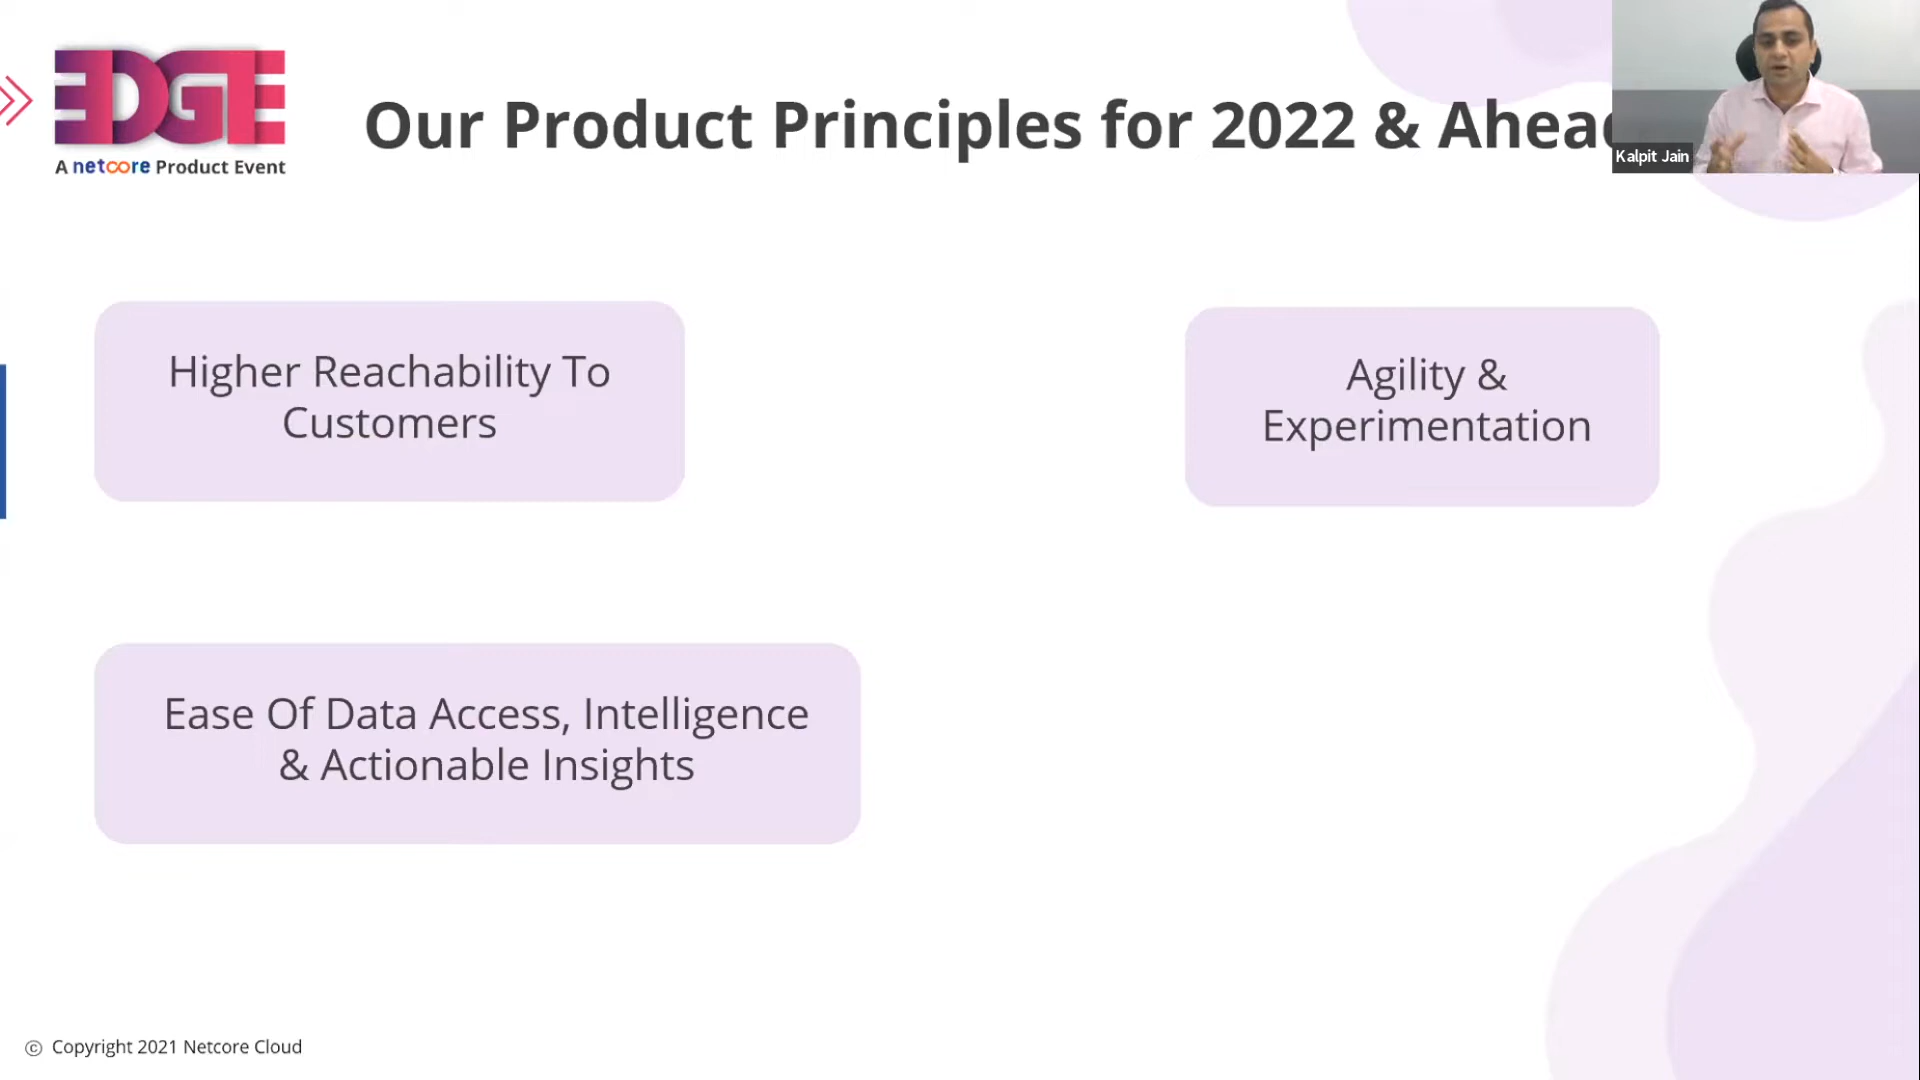 EDGE
A netcore Product Event
Our Product Principles for 2022 & Ahea
Kalpit Jain
Higher Reachability To
Customers
Agility &
Experimentation
Ease Of Data Access, Intelligence
& Actionable Insights
© Copyright 2021 Netcore Cloud